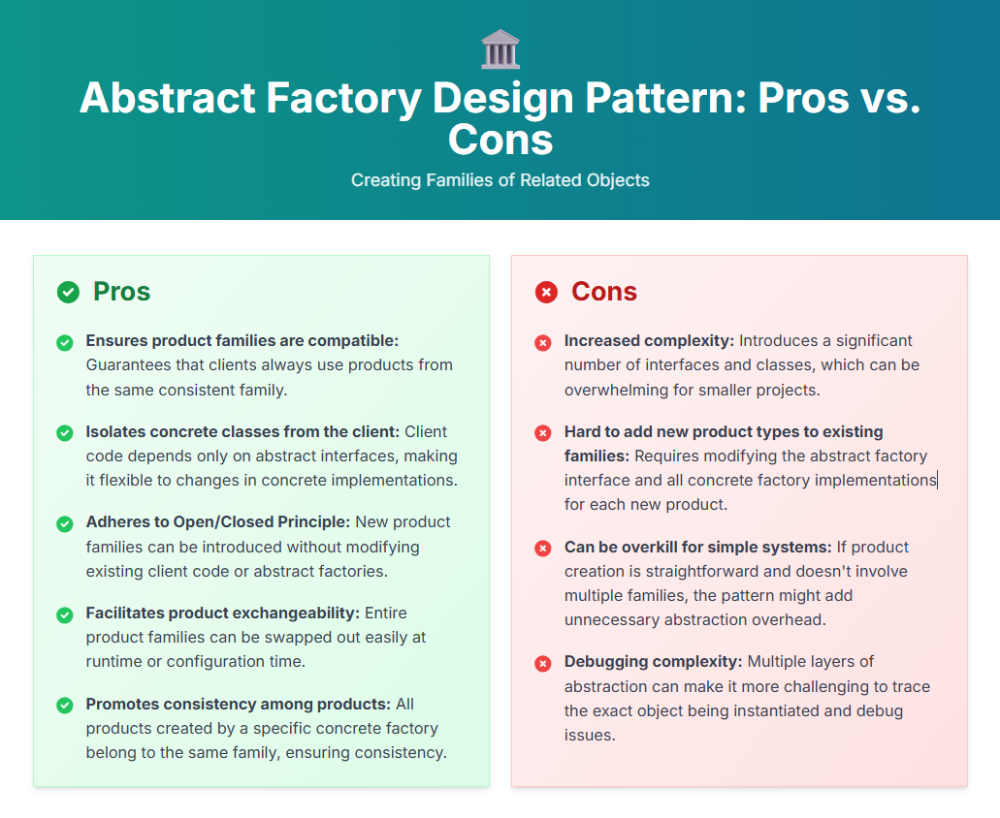 Abstract Factory Design Pattern: Pros vs.
Cons
Creating Families of Related Objects
Pros
Ensures product families are compatible:
Guarantees that clients always use products from
the same consistent family.
Isolates concrete classes from the client: Client
code depends only on abstract interfaces, making
it flexible to changes in concrete implementations.
Adheres to Open/Closed Principle: New product
families can be introduced without modifying
existing client code or abstract factories.
Facilitates product exchangeability: Entire
product families can be swapped out easily at
runtime or configuration time.
Promotes consistency among products: All
products created by a specific concrete factory
belong to the same family, ensuring consistency.
Cons
Increased complexity: Introduces a significant
number of interfaces and classes, which can be
overwhelming for smaller projects.
Hard to add new product types to existing
families: Requires modifying the abstract factory
interface and all concrete factory implementations
for each new product.
Can be overkill for simple systems: If product
creation is straightforward and doesn't involve
multiple families, the pattern might add
unnecessary abstraction overhead.
Debugging complexity: Multiple layers of
abstraction can make it more challenging to trace
the exact object being instantiated and debug
issues.